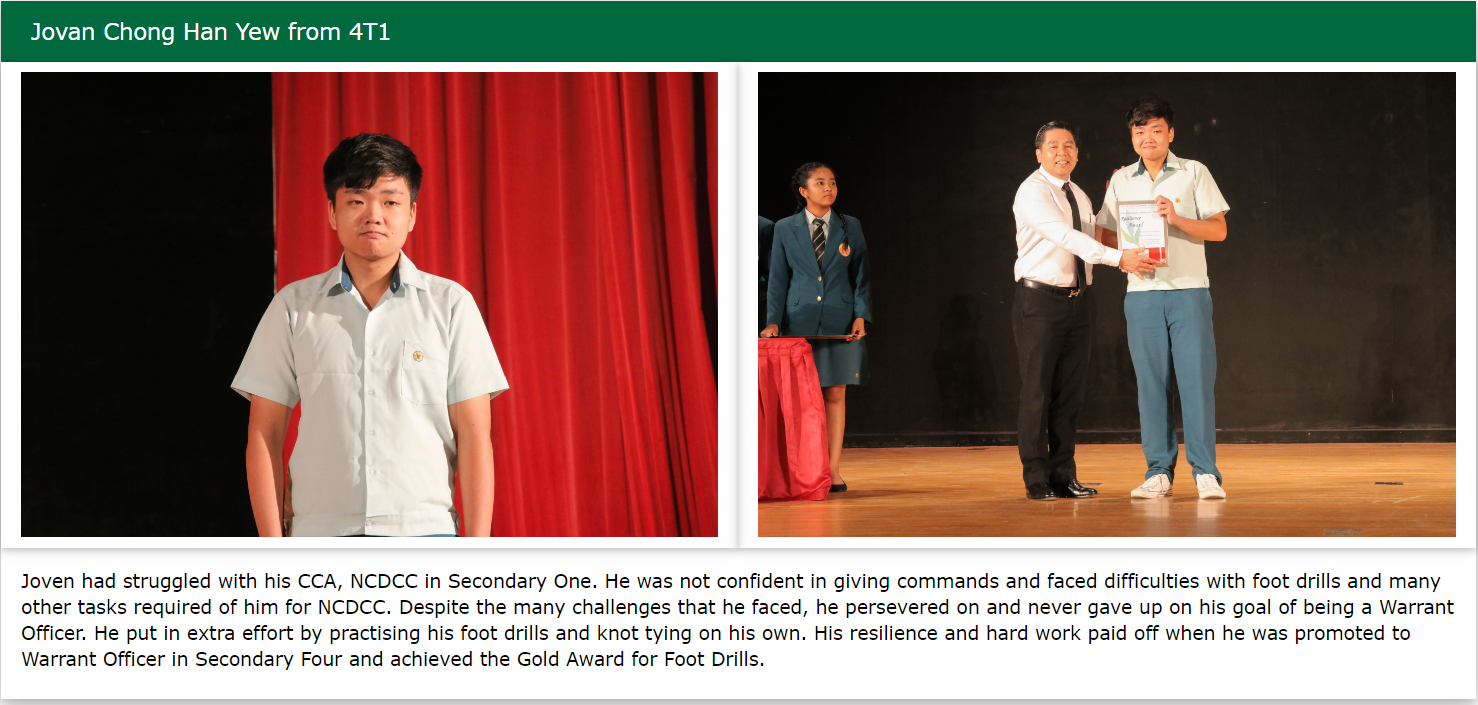 Jovan Chong Han Yew from 4T1
Resilience
Award
Joven had struggled with his CCA, NCDCC in Secondary One. He was not confident in giving commands and faced difficulties with foot drills and many
other tasks required of him for NCDCC. Despite the many challenges that he faced, he persevered on and never gave up on his goal of being a Warrant
Officer. He put in extra effort by practising his foot drills and knot tying on his own. His resilience and hard work paid off when he was promoted to
Warrant Officer in Secondary Four and achieved the Gold Award for Foot Drills.